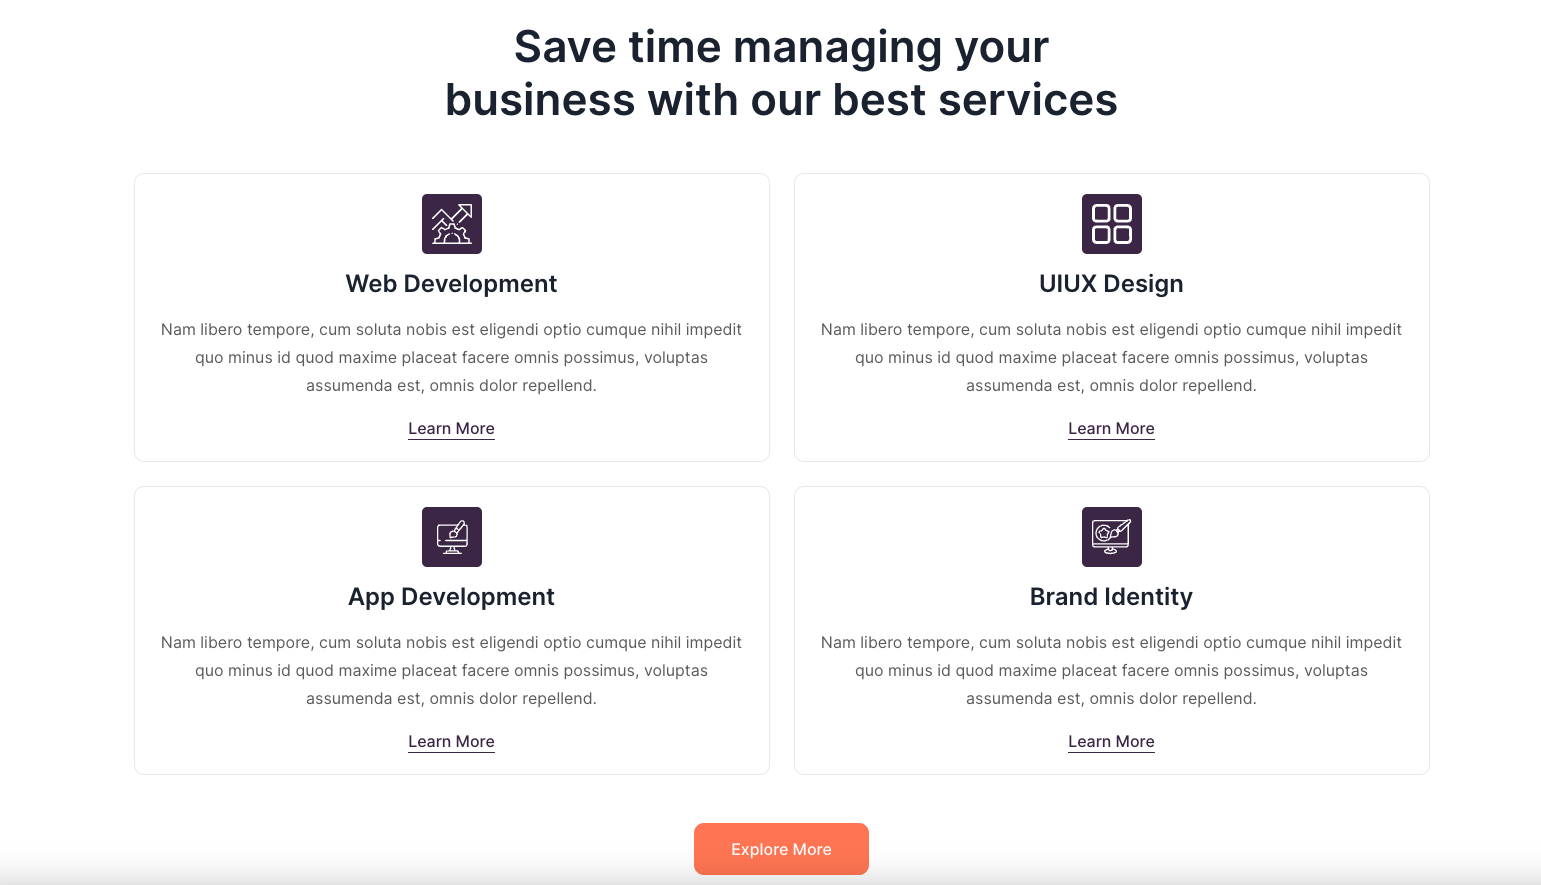 Save time managing your
business with our best services
Web Development
Nam libero tempore, cum soluta nobis est eligendi optio cumque nihil impedit
quo minus id quod maxime placeat facere omnis possimus, voluptas
assumenda est, omnis dolor repellend.
Learn More
UIUX Design
Nam libero tempore, cum soluta nobis est eligendi optio cumque nihil impedit
quo minus id quod maxime placeat facere omnis possimus, voluptas
assumenda est, omnis dolor repellend.
Learn More
App Development
Nam libero tempore, cum soluta nobis est eligendi optio cumque nihil impedit
quo minus id quod maxime placeat facere omnis possimus, voluptas
assumenda est, omnis dolor repellend.
Learn More
Brand Identity
Nam libero tempore, cum soluta nobis est eligendi optio cumque nihil impedit
quo minus id quod maxime placeat facere omnis possimus, voluptas
assumenda est, omnis dolor repellend.
Learn More
Explore More